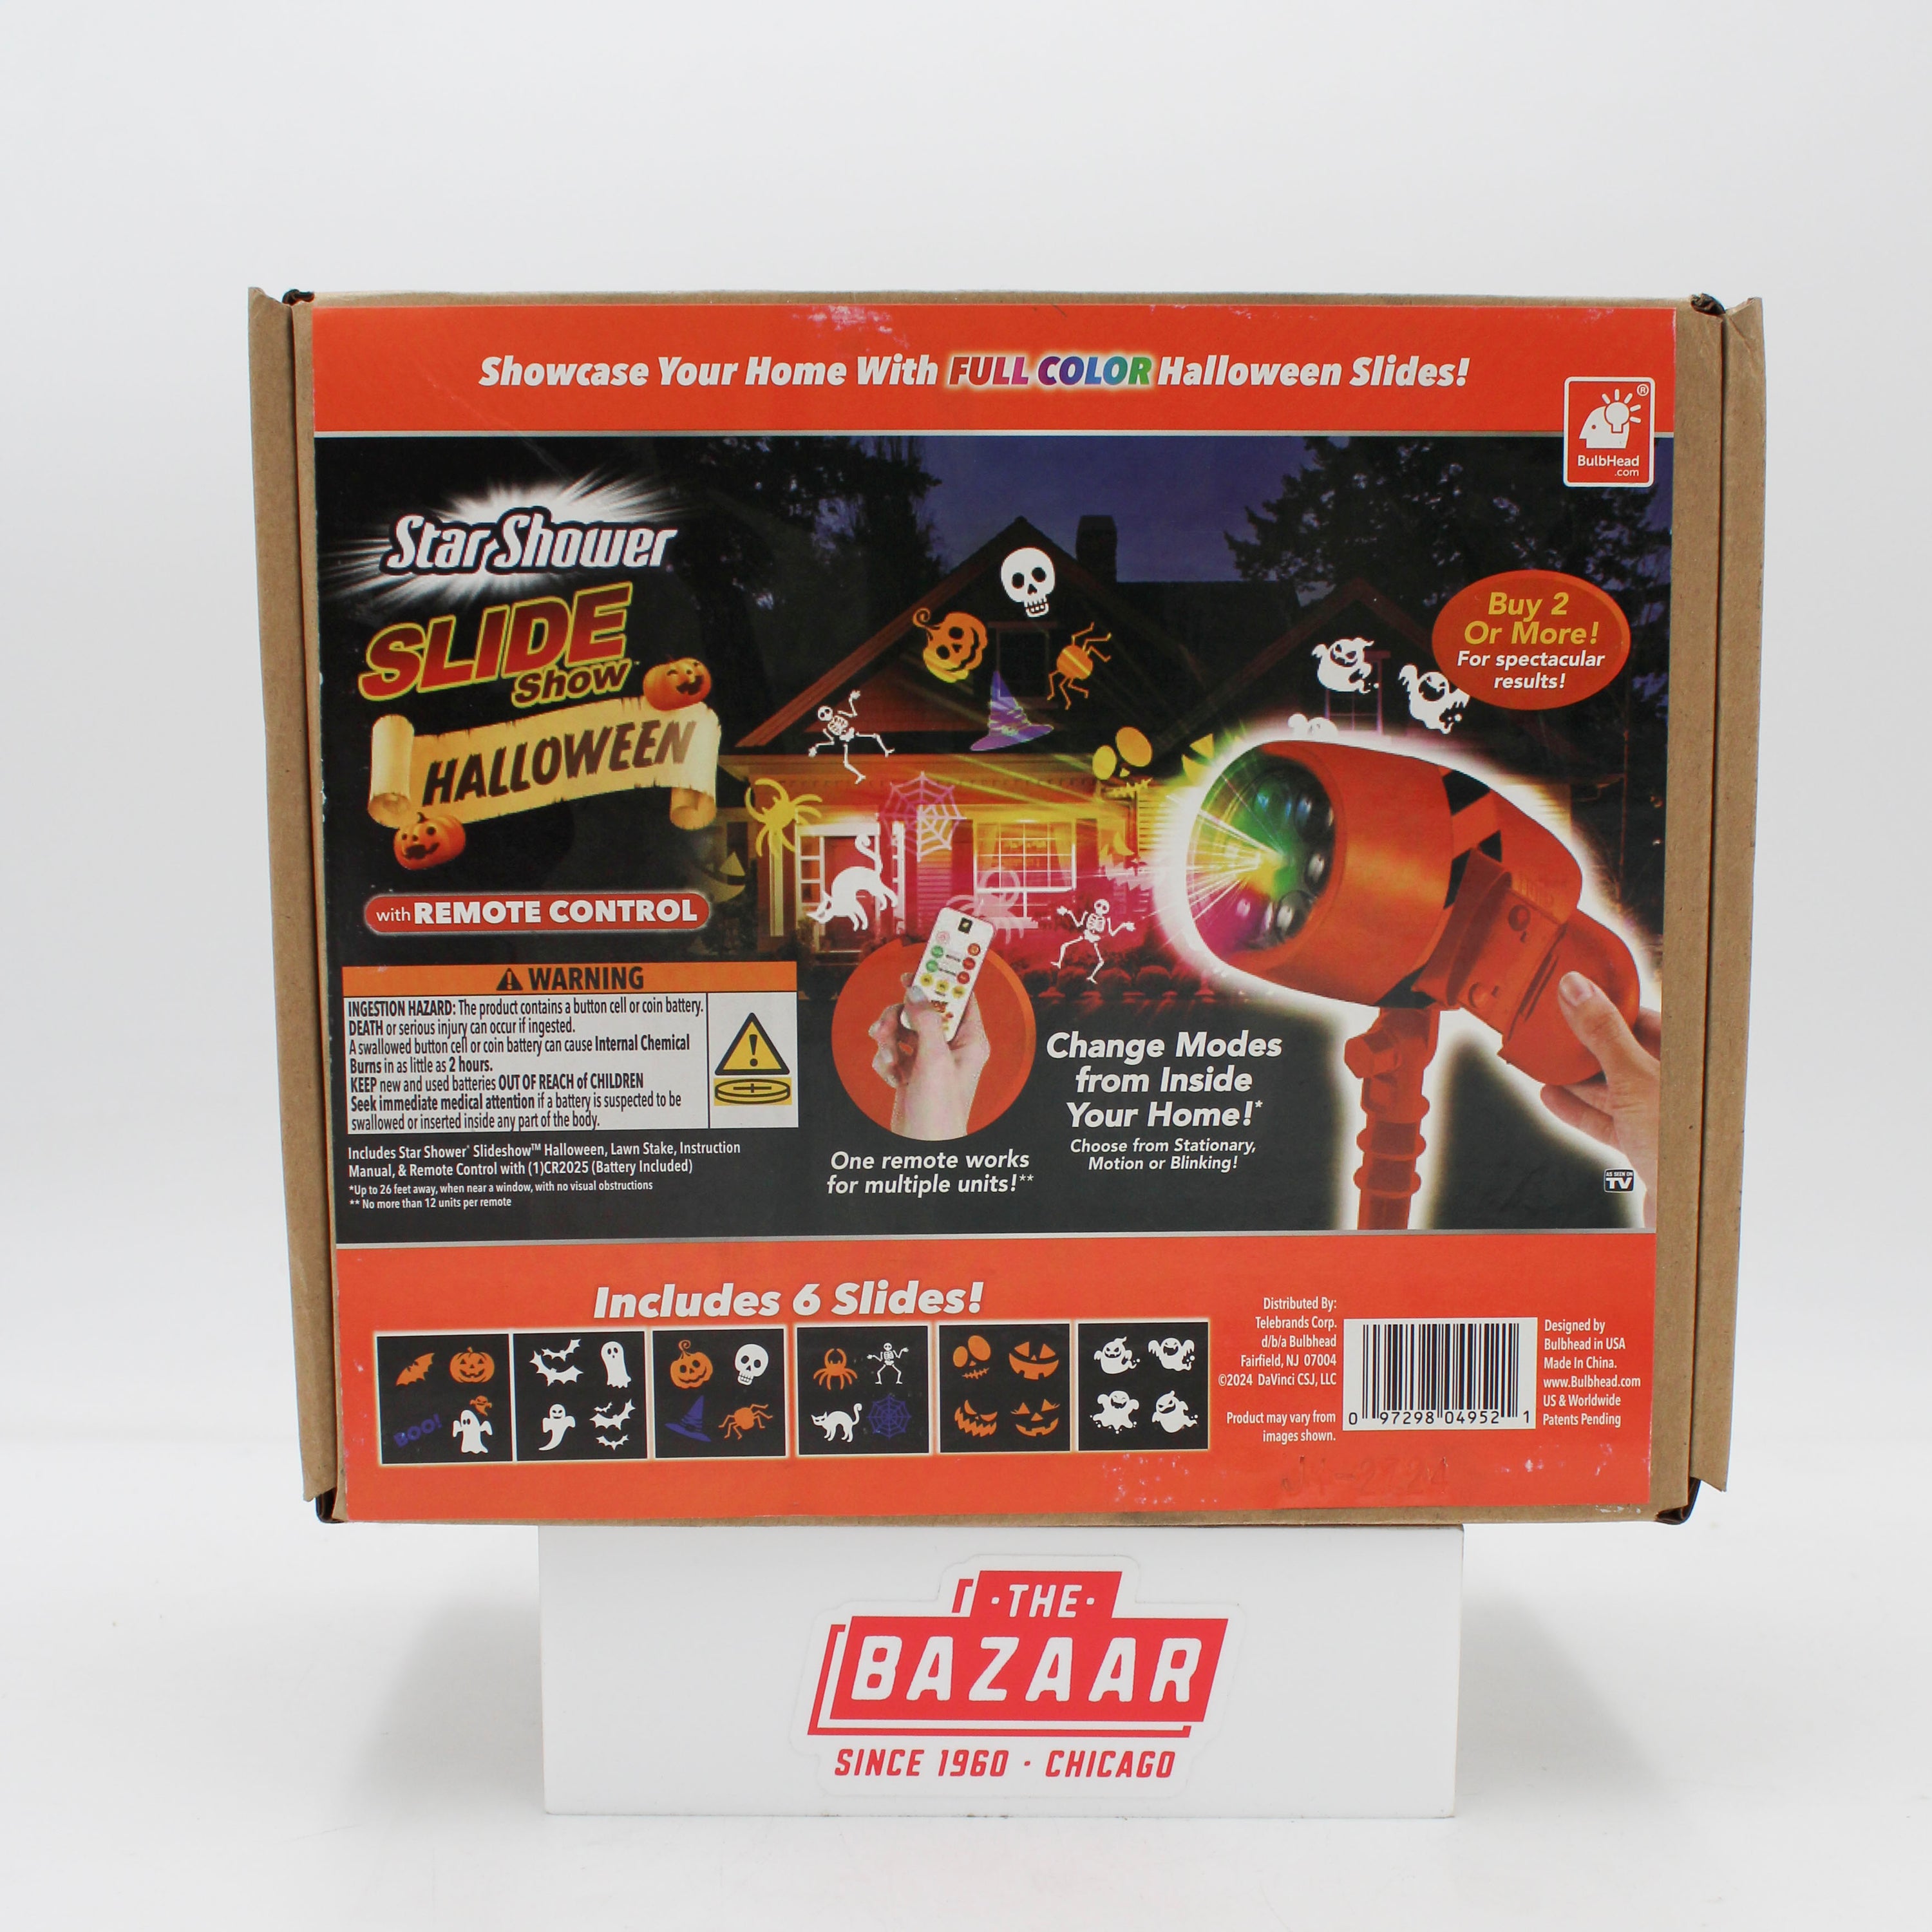 Showcase Your Home With FULL COLOR Halloween Slides!
®
BulbHead
.com
Star Shower®
SLIDE
Show™
HALLOWEEN
with REMOTE CONTROL
Buy 2
Or More!
For spectacular
results!
WARNING
INGESTION HAZARD: The product contains a button cell or coin battery.
DEATH or serious injury can occur if ingested.
A swallowed button cell or coin battery can cause Internal Chemical
Burns in as little as 2 hours.
KEEP new and used batteries OUT OF REACH of CHILDREN
Seek immediate medical attention if a battery is suspected to be
swallowed or inserted inside any part of the body.
Includes Star Shower® Slideshow™ Halloween, Lawn Stake, Instruction
Manual, & Remote Control with (1)CR2025 (Battery Included)
*Up to 26 feet away, when near a window, with no visual obstructions
** No more than 12 units per remote
One remote works
for multiple units!**
Change Modes
from Inside
Your Home!*
Choose from Stationary,
Motion or Blinking!
AS SEEN ON
TV
Includes 6 Slides!
BOO!
Distributed By:
Telebrands Corp.
d/b/a Bulbhead
Fairfield, NJ 07004
©2024 DaVinci CSJ, LLC
Product may vary from
images shown.
0 97298 04952 1
Designed by
Bulbhead in USA
Made In China.
www.Bulbhead.com
US & Worldwide
Patents Pending
·THE·
BAZAAR
SINCE 1960 · CHICAGO